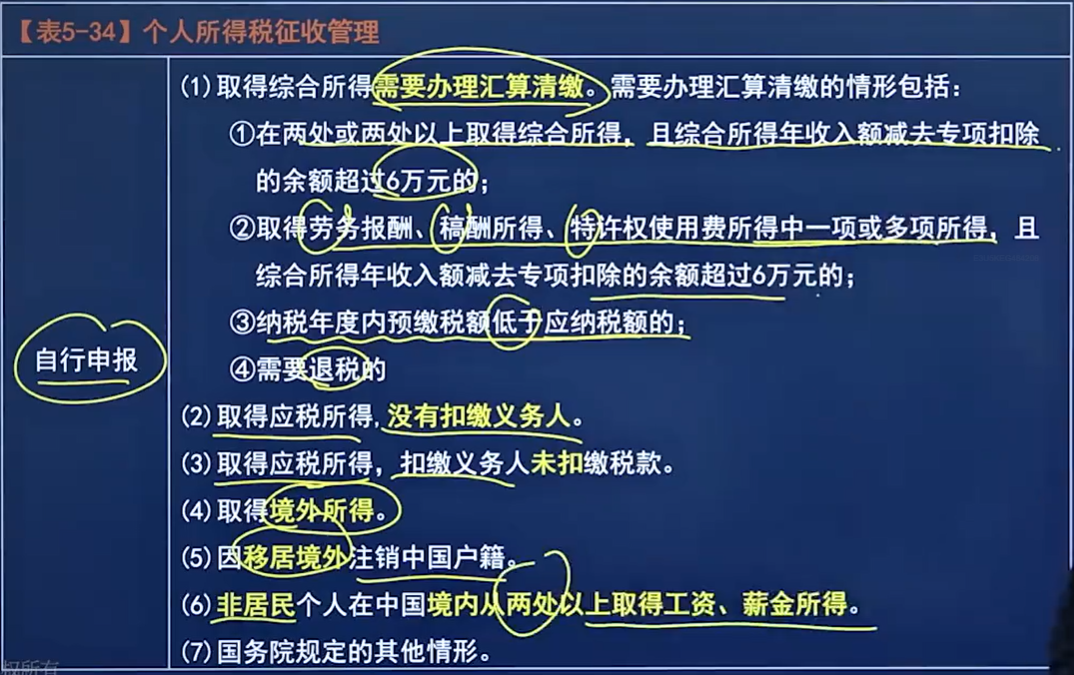 【表5-34】个人所得税征收管理
(1)取得综合所得需要办理汇算清缴。需要办理汇算清缴的情形包括：
①在两处或两处以上取得综合所得，且综合所得年收入额减去专项扣除
的余额超过6万元的；
②取得劳务报酬、稿酬所得、特许权使用费所得中一项或多项所得，且
综合所得年收入额减去专项扣除的余额超过6万元的；
③纳税年度内预缴税额低于应纳税额的；
自行申报
④需要退税的
(2)取得应税所得，没有扣缴义务人。
(3)取得应税所得，扣缴义务人未扣缴税款。
(4)取得境外所得。
(5)因移居境外注销中国户籍。
(6)非居民个人在中国境内从两处以上取得工资、薪金所得。
(7)国务院规定的其他情形。
权所有